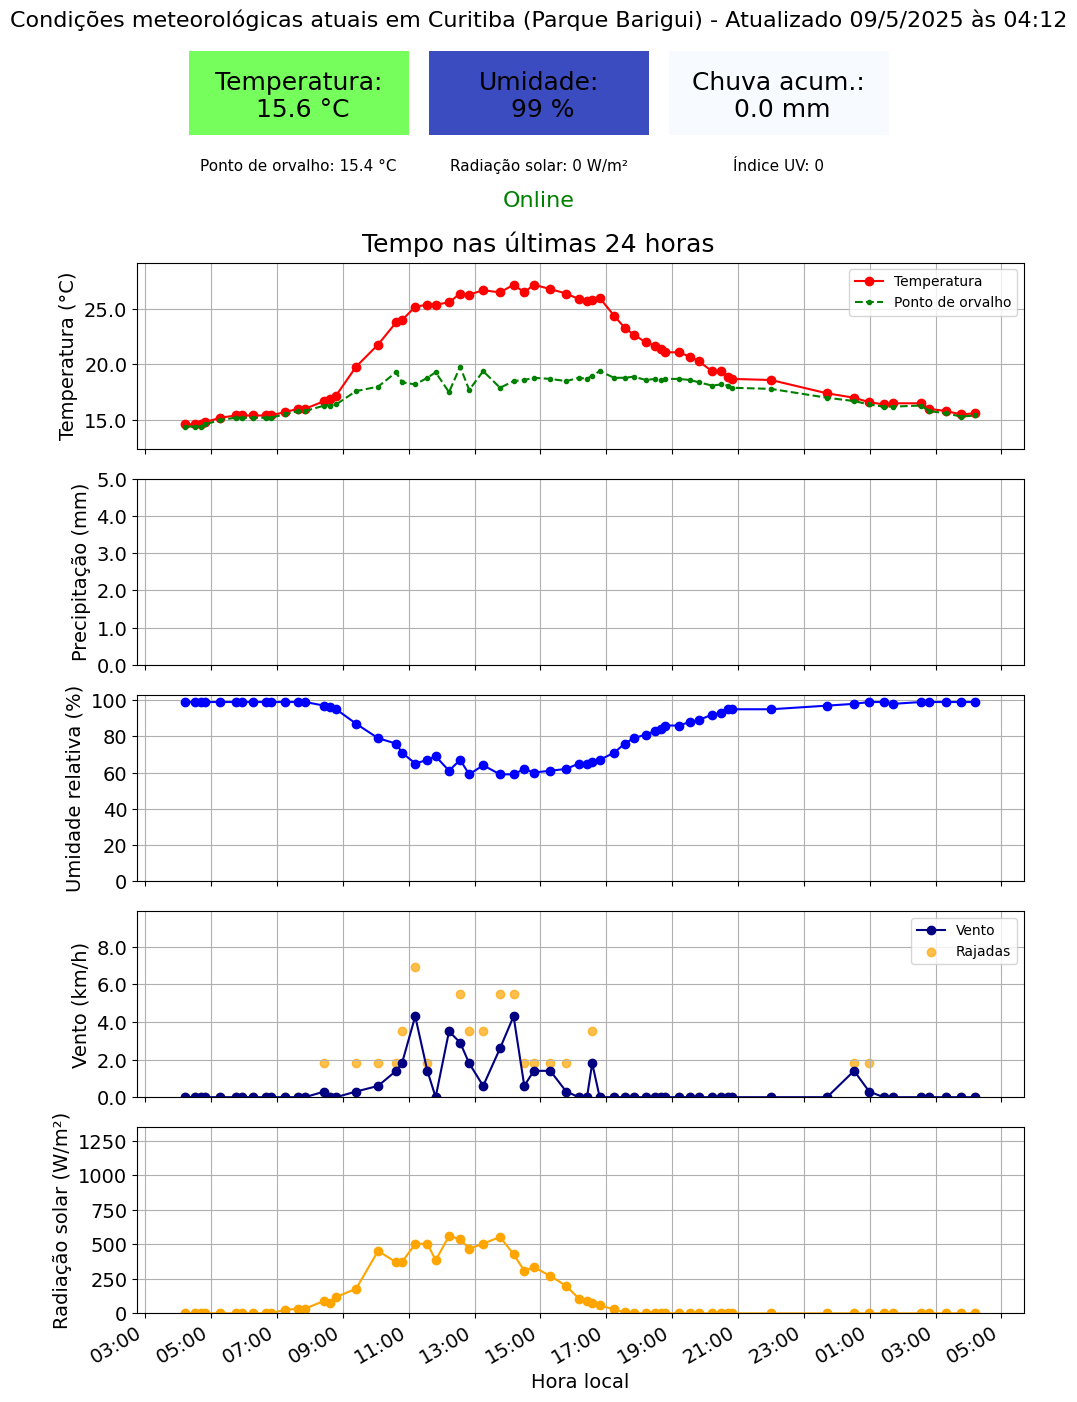 Condições meteorológicas atuais em Curitiba (Parque Barigui) - Atualizado 09/5/2025 às 04:12
Temperatura:
15.6 °C
Umidade:
99 %
Chuva acum.:
0.0 mm
Ponto de orvalho: 15.4 °C
Radiação solar: 0 W/m²
Índice UV: 0
Online
Tempo nas últimas 24 horas
Temperatura (°C)
25.0
20.0
15.0
Temperatura
Ponto de orvalho
Precipitação (mm)
5.0
4.0
3.0
2.0
1.0
0.0
Umidade relativa (%)
100
80
60
40
20
0
Vento (km/h)
8.0
6.0
4.0
2.0
0.0
Vento
Rajadas
Radiação solar (W/m²)
1250
1000
750
500
250
0
03:00
05:00
07:00
09:00
11:00
13:00
15:00
17:00
19:00
21:00
23:00
01:00
03:00
05:00
Hora local